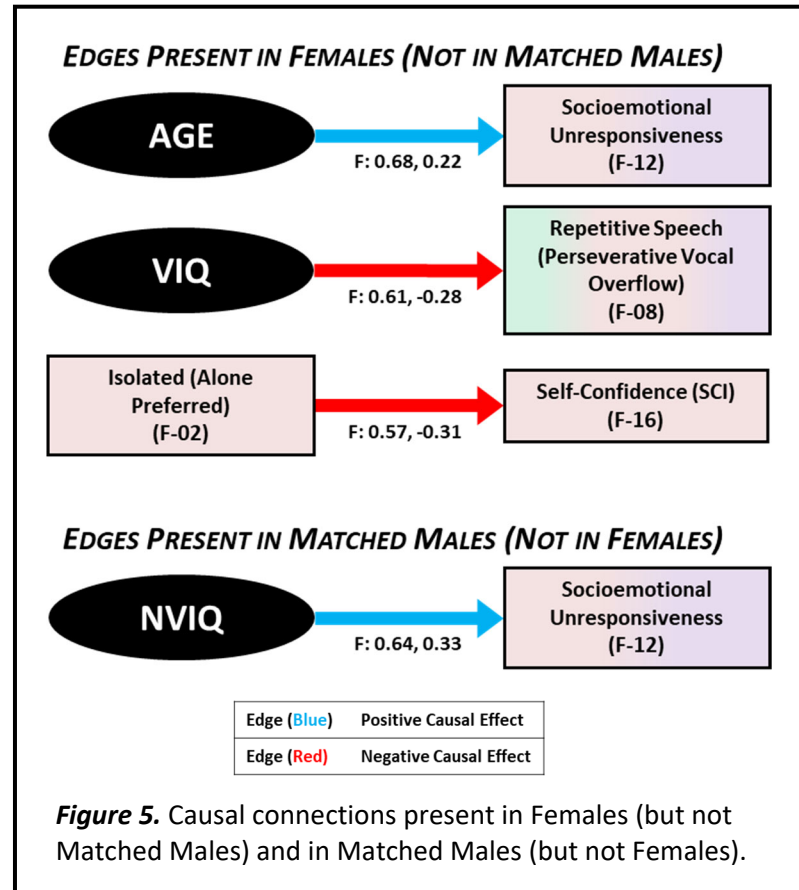 EDGES PRESENT IN FEMALES (NOT IN MATCHED MALES)
AGE
F: 0.68, 0.22
Socioemotional
Unresponsiveness
(F-12)
VIQ
F: 0.61, -0.28
Repetitive Speech
(Perseverative Vocal
Overflow)
(F-08)
Isolated (Alone
Preferred)
(F-02)
F: 0.57, -0.31
Self-Confidence (SCI)
(F-16)
EDGES PRESENT IN MATCHED MALES (NOT IN FEMALES)
NVIQ
F: 0.64, 0.33
Socioemotional
Unresponsiveness
(F-12)
Edge (Blue) Positive Causal Effect
Edge (Red) Negative Causal Effect
Figure 5. Causal connections present in Females (but not
Matched Males) and in Matched Males (but not Females).